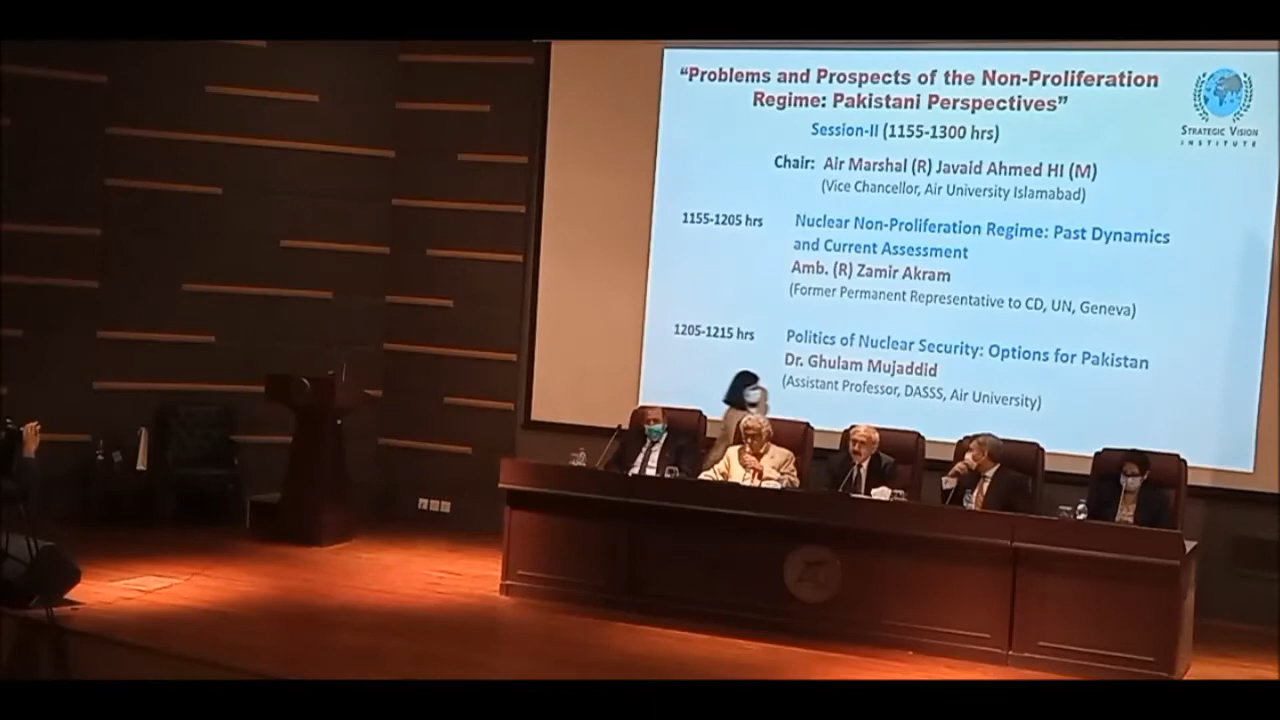 “Problems and Prospects of the Non-Proliferation
Regime: Pakistani Perspectives”
STRATEGIC VISION
INSTITUTE
Session-II (1155-1300 hrs)
Chair: Air Marshal (R) Javaid Ahmed HI (M)
(Vice Chancellor, Air University Islamabad)
1155-1205 hrs Nuclear Non-Proliferation Regime: Past Dynamics
and Current Assessment
Amb. (R) Zamir Akram
(Former Permanent Representative to CD, UN, Geneva)
1205-1215 hrs Politics of Nuclear Security: Options for Pakistan
Dr. Ghulam Mujaddid
(Assistant Professor, DASSS, Air University)